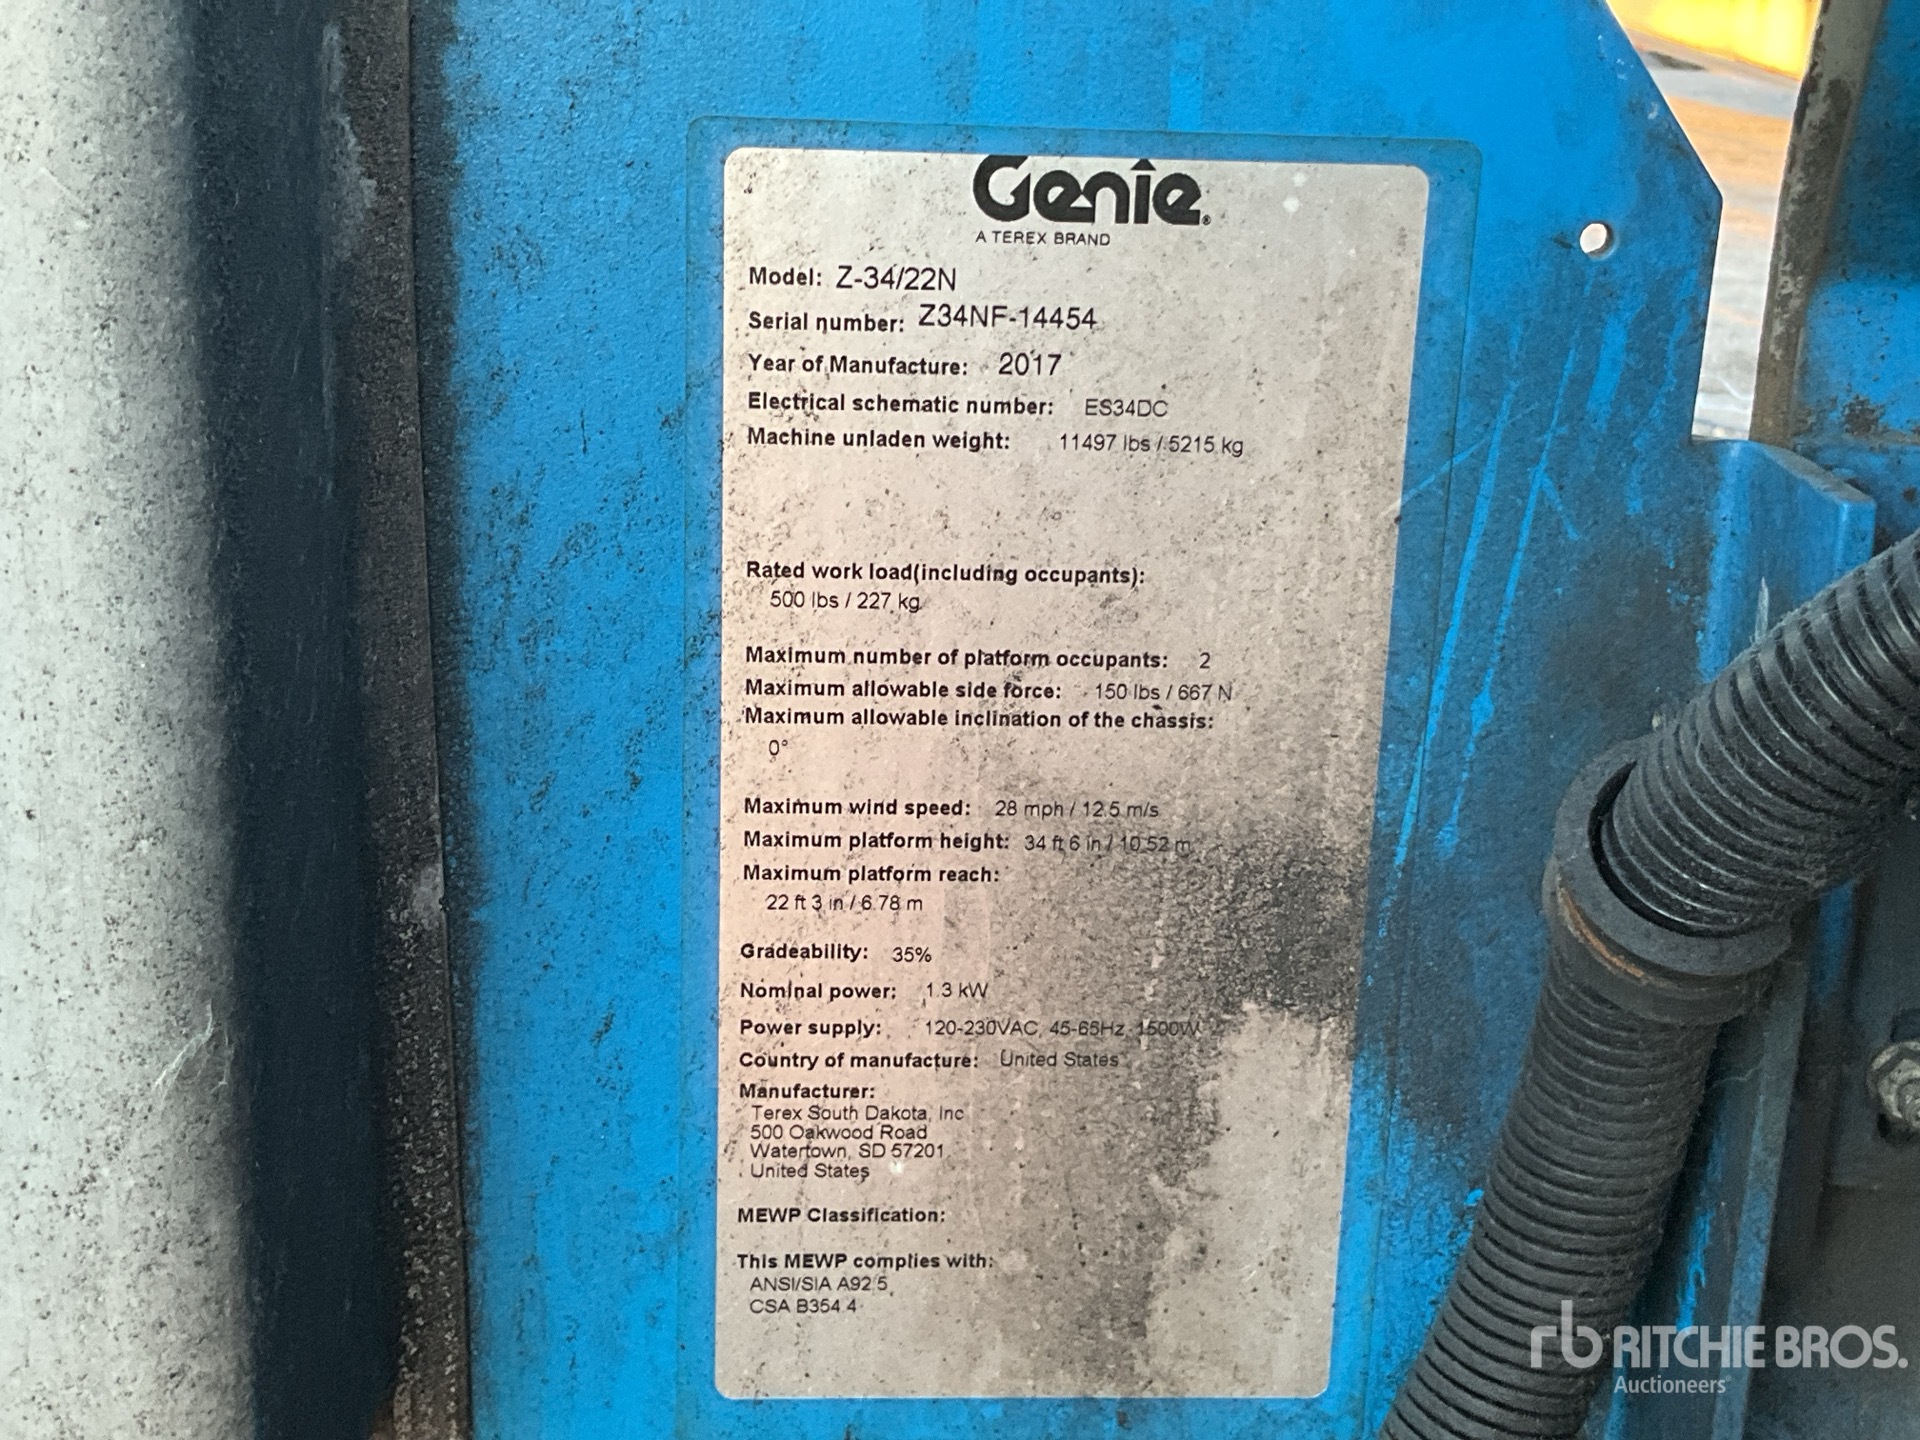 Genie®
A TEREX BRAND
Model: Z-34/22N
Serial number: Z34NF-14454
Year of Manufacture: 2017
Electrical schematic number: ES34DC
Machine unladen weight: 11497 lbs / 5215 kg
Rated work load(including occupants):
500 lbs / 227 kg
Maximum number of platform occupants: 2
Maximum allowable side force: 150 lbs / 667 N
Maximum allowable inclination of the chassis:
0°
Maximum wind speed: 28 mph / 12.5 m/s
Maximum platform height: 34 ft 6 in / 10.52 m
Maximum platform reach:
22 ft 3 in / 6.78 m
Gradeability: 35%
Nominal power: 1.3 kW
Power supply: 120-230VAC, 45-65Hz, 1500W
Country of manufacture: United States
Manufacturer:
Terex South Dakota, Inc
500 Oakwood Road
Watertown, SD 57201
United States
MEWP Classification:
This MEWP complies with:
ANSI/SIA A92.5
CSA B354.4
rb RITCHIE BROS.
Auctioneers